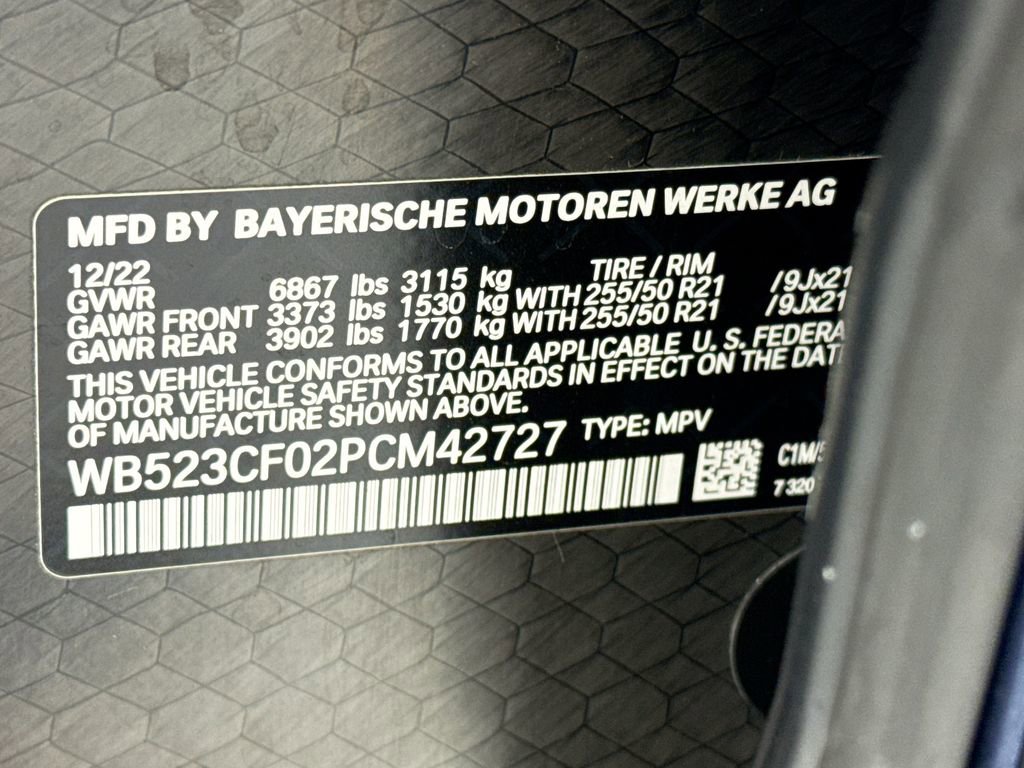 MFD BY BAYERISCHE MOTOREN WERKE AG
12/22 TIRE / RIM
GVWR 6867 lbs 3115 kg
GAWR FRONT 3373 lbs 1530 kg WITH 255/50 R21 /9Jx21
GAWR REAR 3902 lbs 1770 kg WITH 255/50 R21 /9Jx21
THIS VEHICLE CONFORMS TO ALL APPLICABLE U. S. FEDERA
MOTOR VEHICLE SAFETY STANDARDS IN EFFECT ON THE DAT
OF MANUFACTURE SHOWN ABOVE.
WB523CF02PCM42727 TYPE: MPV
C1M/
7 320